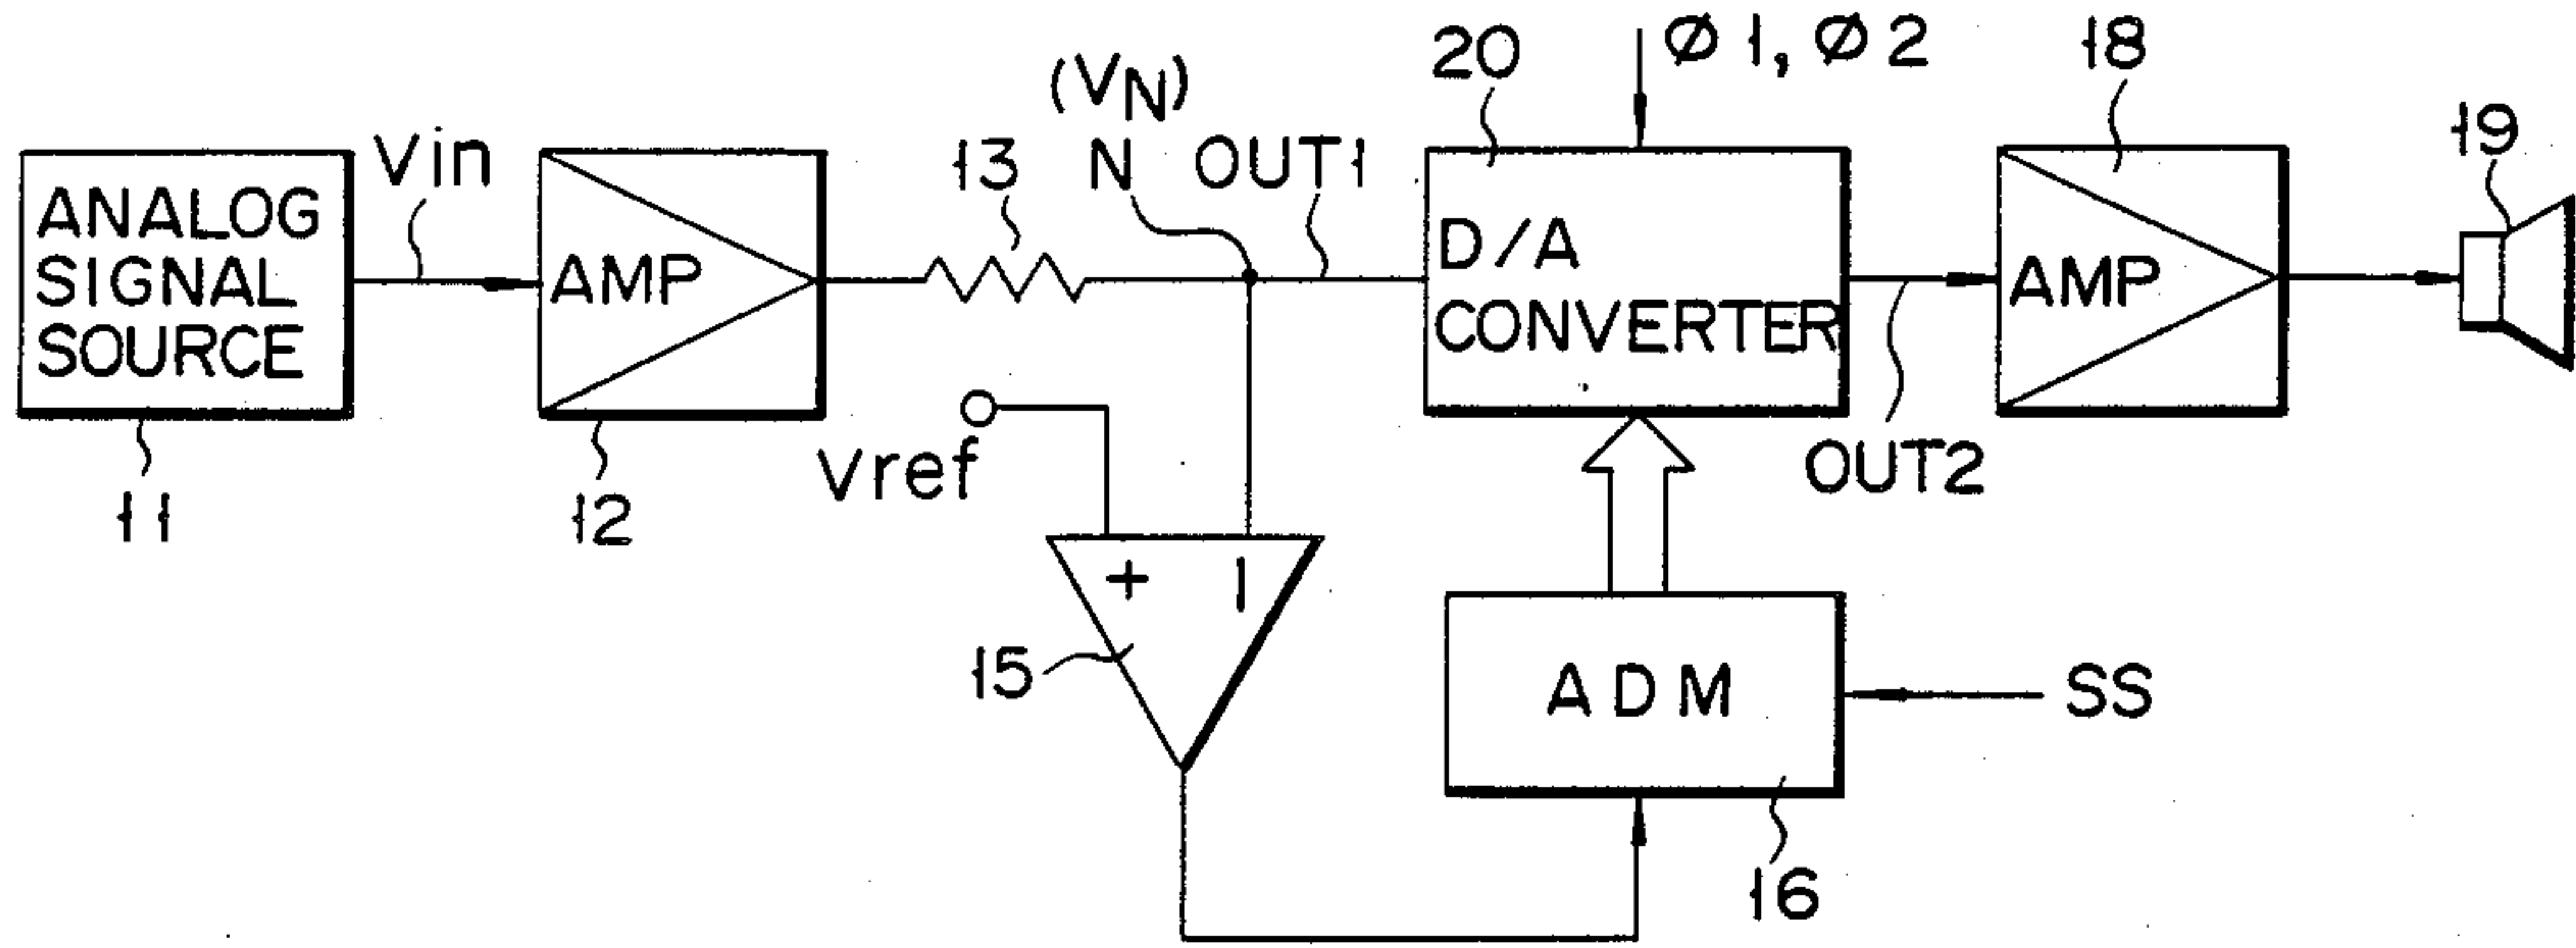 ANALOG
SIGNAL
SOURCE
11
Vin
AMP
12
13
(VN)
N
OUT1
Vref
+ −
15
20
Ø1, Ø2
D/A
CONVERTER
OUT2
18
AMP
19
ADM
SS
16